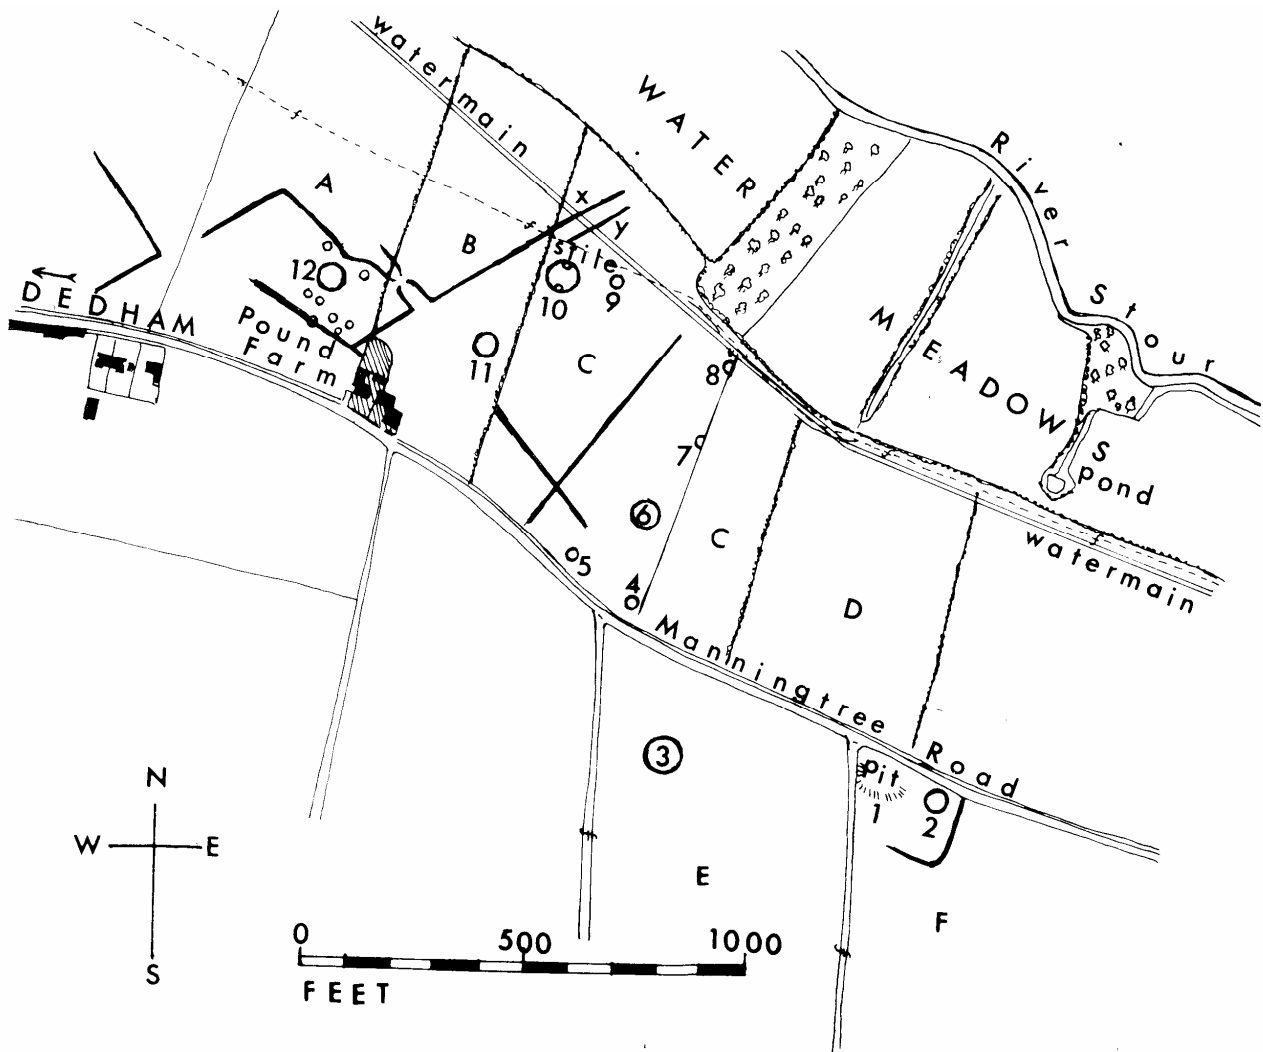 watermain
WATER
River
Stour
A
x
B
y
stile
12
10
9
DEDHAM
Pound
Farm
11
C
8
MEADOWS
7
pond
6
C
watermain
5
4
D
Manningtree Road
3
pit
1
2
N
W E
S
E
F
0 500 1000
FEET